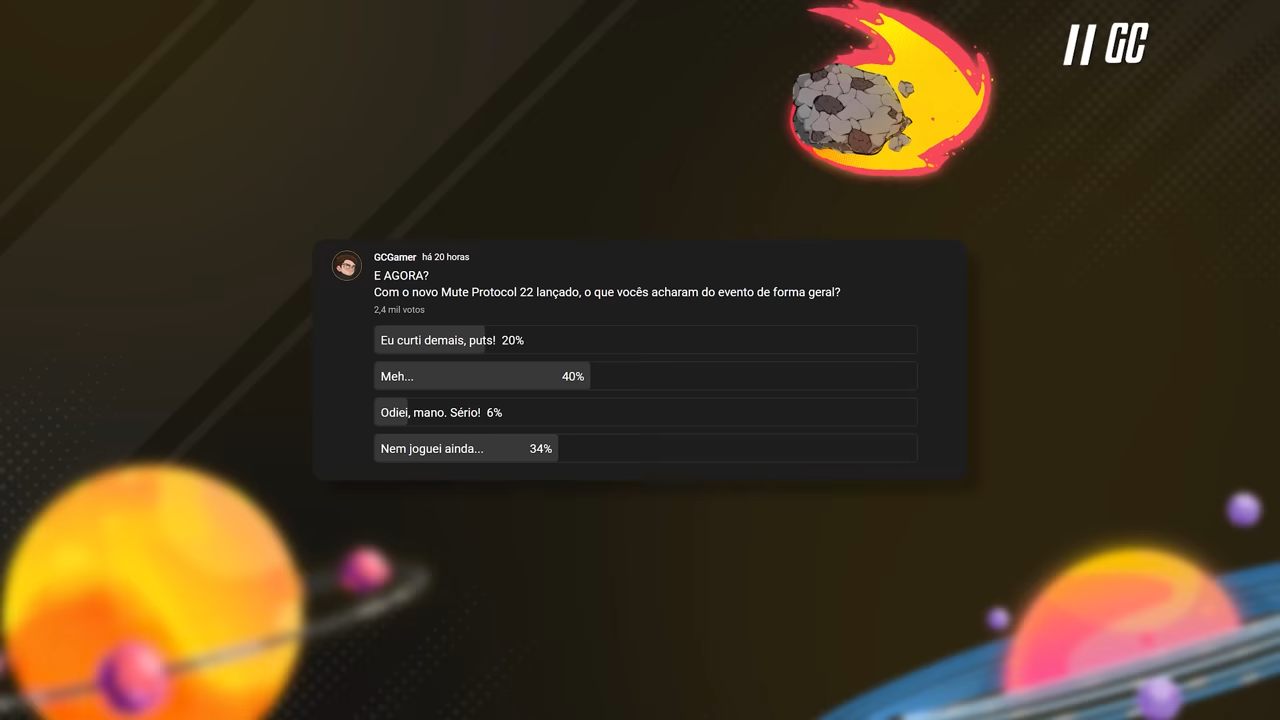 GC
GCGamer há 20 horas
E AGORA?
Com o novo Mute Protocol 22 lançado, o que vocês acharam do evento de forma geral?
2,4 mil votos
Eu curti demais, puts! 20%
Meh... 40%
Odiei, mano. Sério! 6%
Nem joguei ainda... 34%